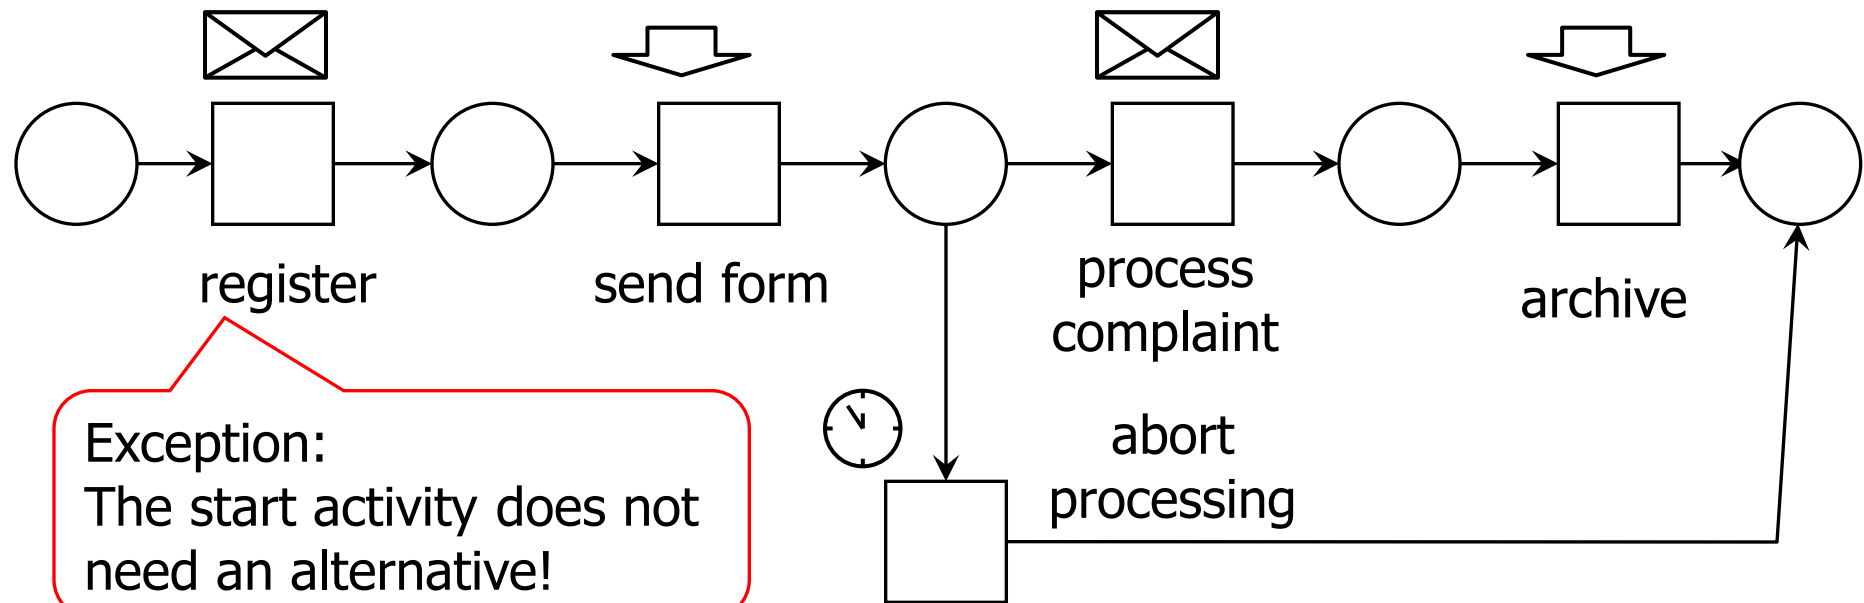 register
send form
process
complaint
archive
Exception:
The start activity does not
need an alternative!
abort
processing